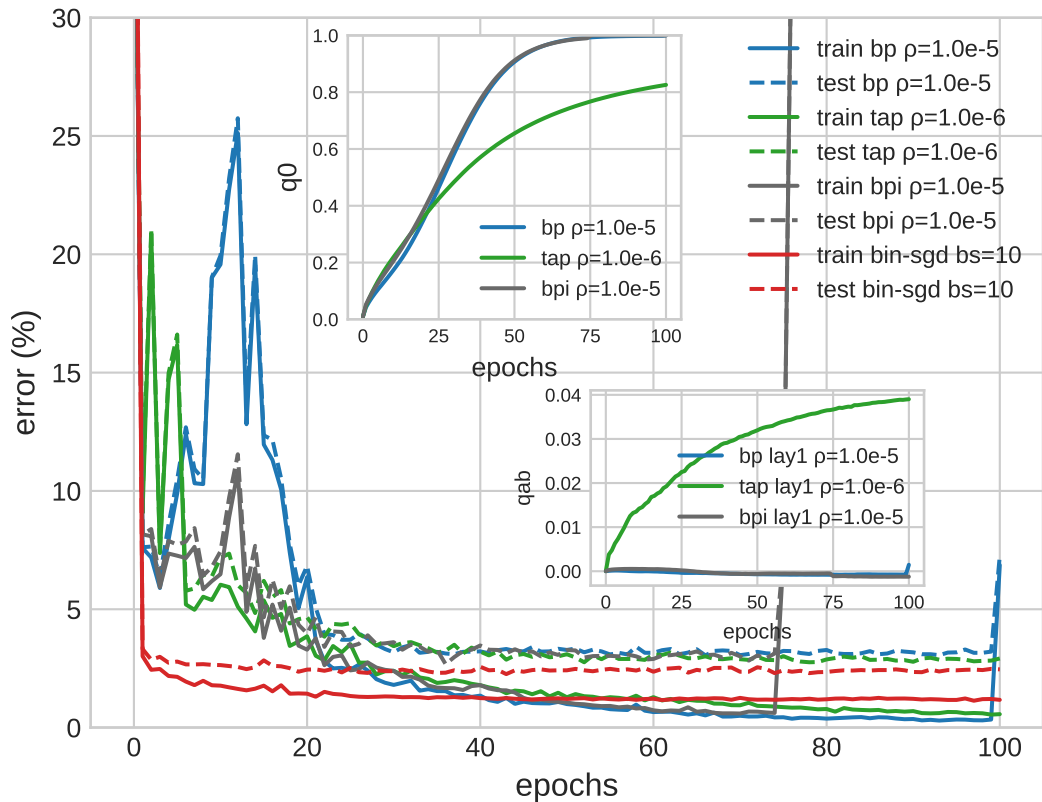 30
25
20
15
10
5
0
error (%)
0
20
40
60
80
100
epochs
train bp ρ=1.0e-5
test bp ρ=1.0e-5
train tap ρ=1.0e-6
test tap ρ=1.0e-6
train bpi ρ=1.0e-5
test bpi ρ=1.0e-5
train bin-sgd bs=10
test bin-sgd bs=10
1.0
0.8
0.6
0.4
0.2
0.0
q0
bp ρ=1.0e-5
tap ρ=1.0e-6
bpi ρ=1.0e-5
0
25
50
75
100
epochs
0.04
0.03
0.02
0.01
0.00
qab
bp lay1 ρ=1.0e-5
tap lay1 ρ=1.0e-6
bpi lay1 ρ=1.0e-5
0
25
50
75
100
epochs